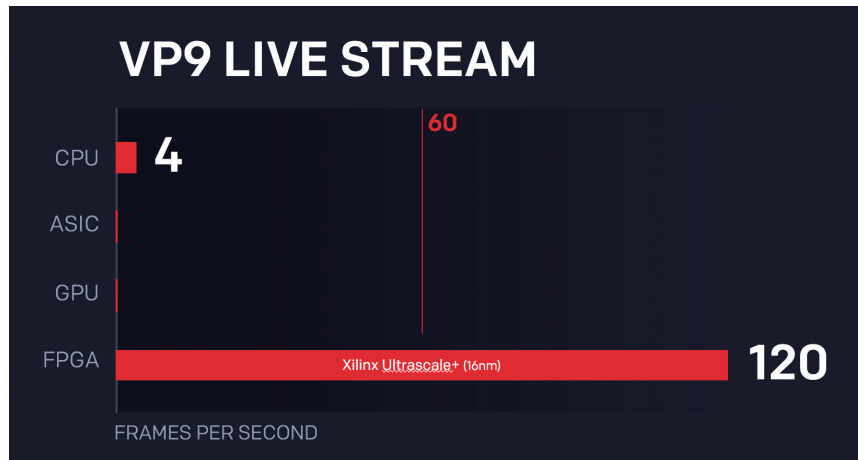 VP9 LIVE STREAM
60
CPU 4
ASIC
GPU
FPGA Xilinx Ultrascale+ (16nm) 120
FRAMES PER SECOND